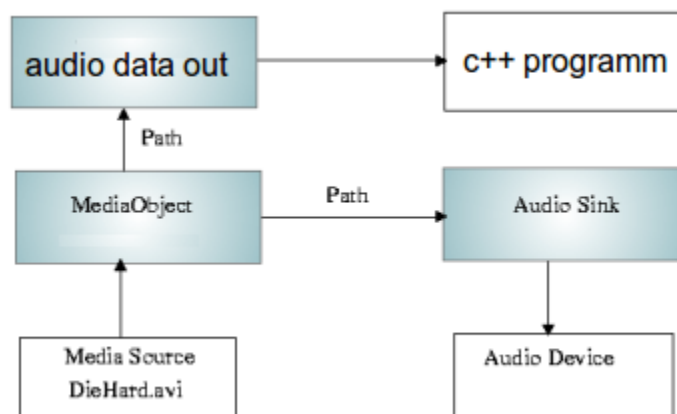 audio data out
c++ programm
Path
MediaObject
Path
Audio Sink
Media Source
DieHard.avi
Audio Device